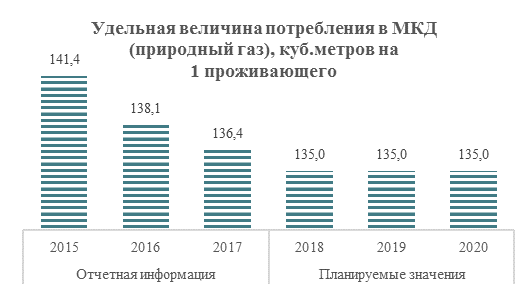 Удельная величина потребления в МКД
(природный газ), куб.метров на
1 проживающего
141,4
138,1
136,4
135,0 135,0 135,0
2015 2016 2017 2018 2019 2020
Отчетная информация Планируемые значения